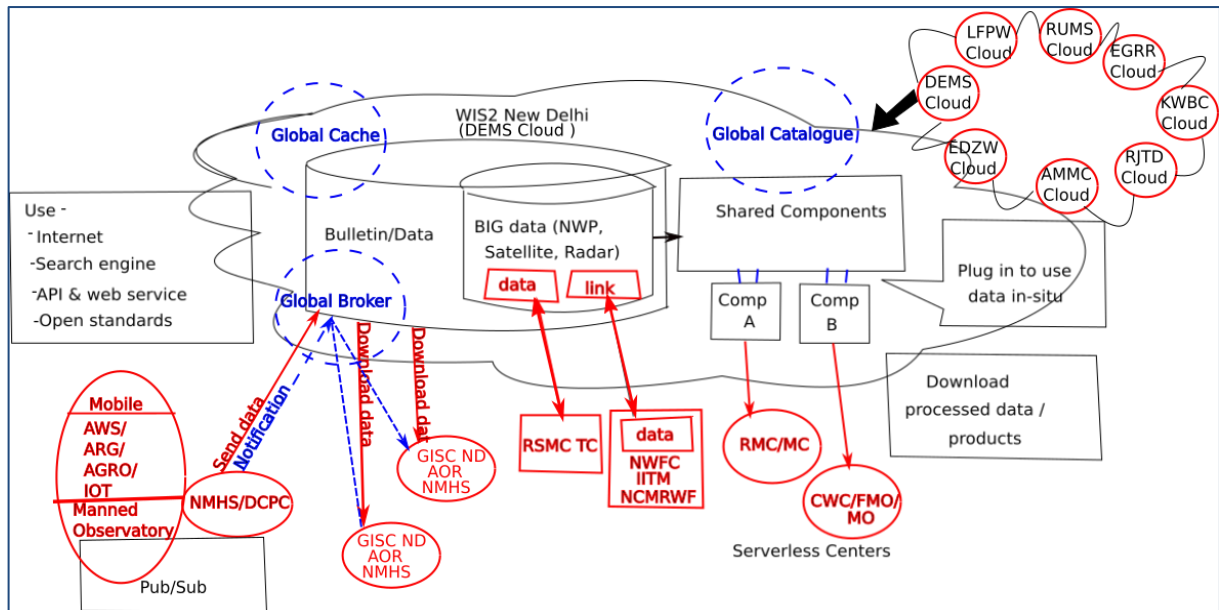 LFPW
Cloud
RUMS
Cloud
EGRR
Cloud
DEMS
Cloud
KWBC
Cloud
EDZW
Cloud
RJTD
Cloud
AMMC
Cloud
WIS2 New Delhi
(DEMS Cloud )
Global Cache
Global Catalogue
Use -
- Internet
-Search engine
- API & web service
-Open standards
Bulletin/Data
BIG data (NWP,
Satellite, Radar)
data
link
Shared Components
Comp
A
Comp
B
Plug in to use
data in-situ
Global Broker
Download data
Download dat
Send data
Notification
Mobile
AWS/
ARG/
AGRO/
IOT
Manned
Observatory
NMHS/DCPC
GISC ND
AOR
NMHS
GISC ND
AOR
NMHS
RSMC TC
data
NWFC
IITM
NCMRWF
RMC/MC
CWC/FMO/
MO
Download
processed data /
products
Serverless Centers
Pub/Sub